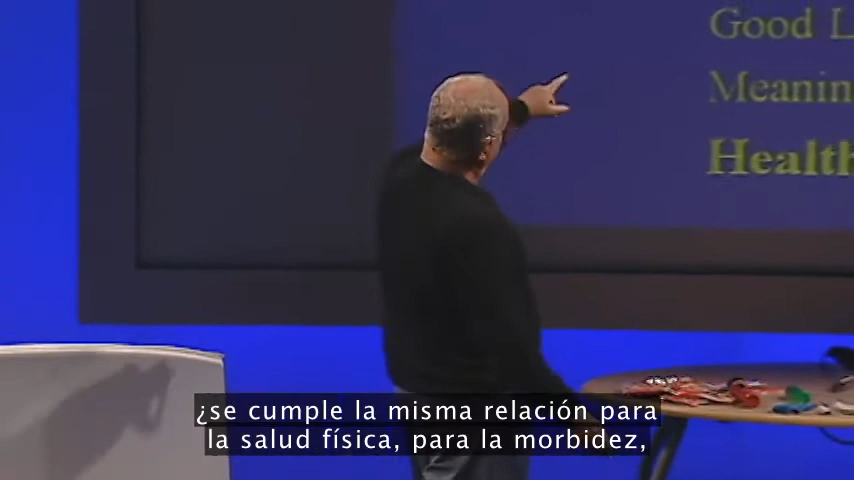 Good L
Meanin
Health
¿se cumple la misma relación para
la salud física, para la morbidez,